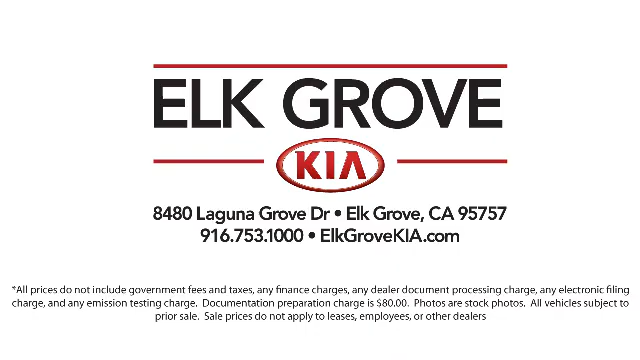 ELK GROVE
KIA
8480 Laguna Grove Dr • Elk Grove, CA 95757
916.753.1000 • ElkGroveKIA.com
*All prices do not include government fees and taxes, any finance charges, any dealer document processing charge, any electronic filing
charge, and any emission testing charge. Documentation preparation charge is $80.00. Photos are stock photos. All vehicles subject to
prior sale. Sale prices do not apply to leases, employees, or other dealers